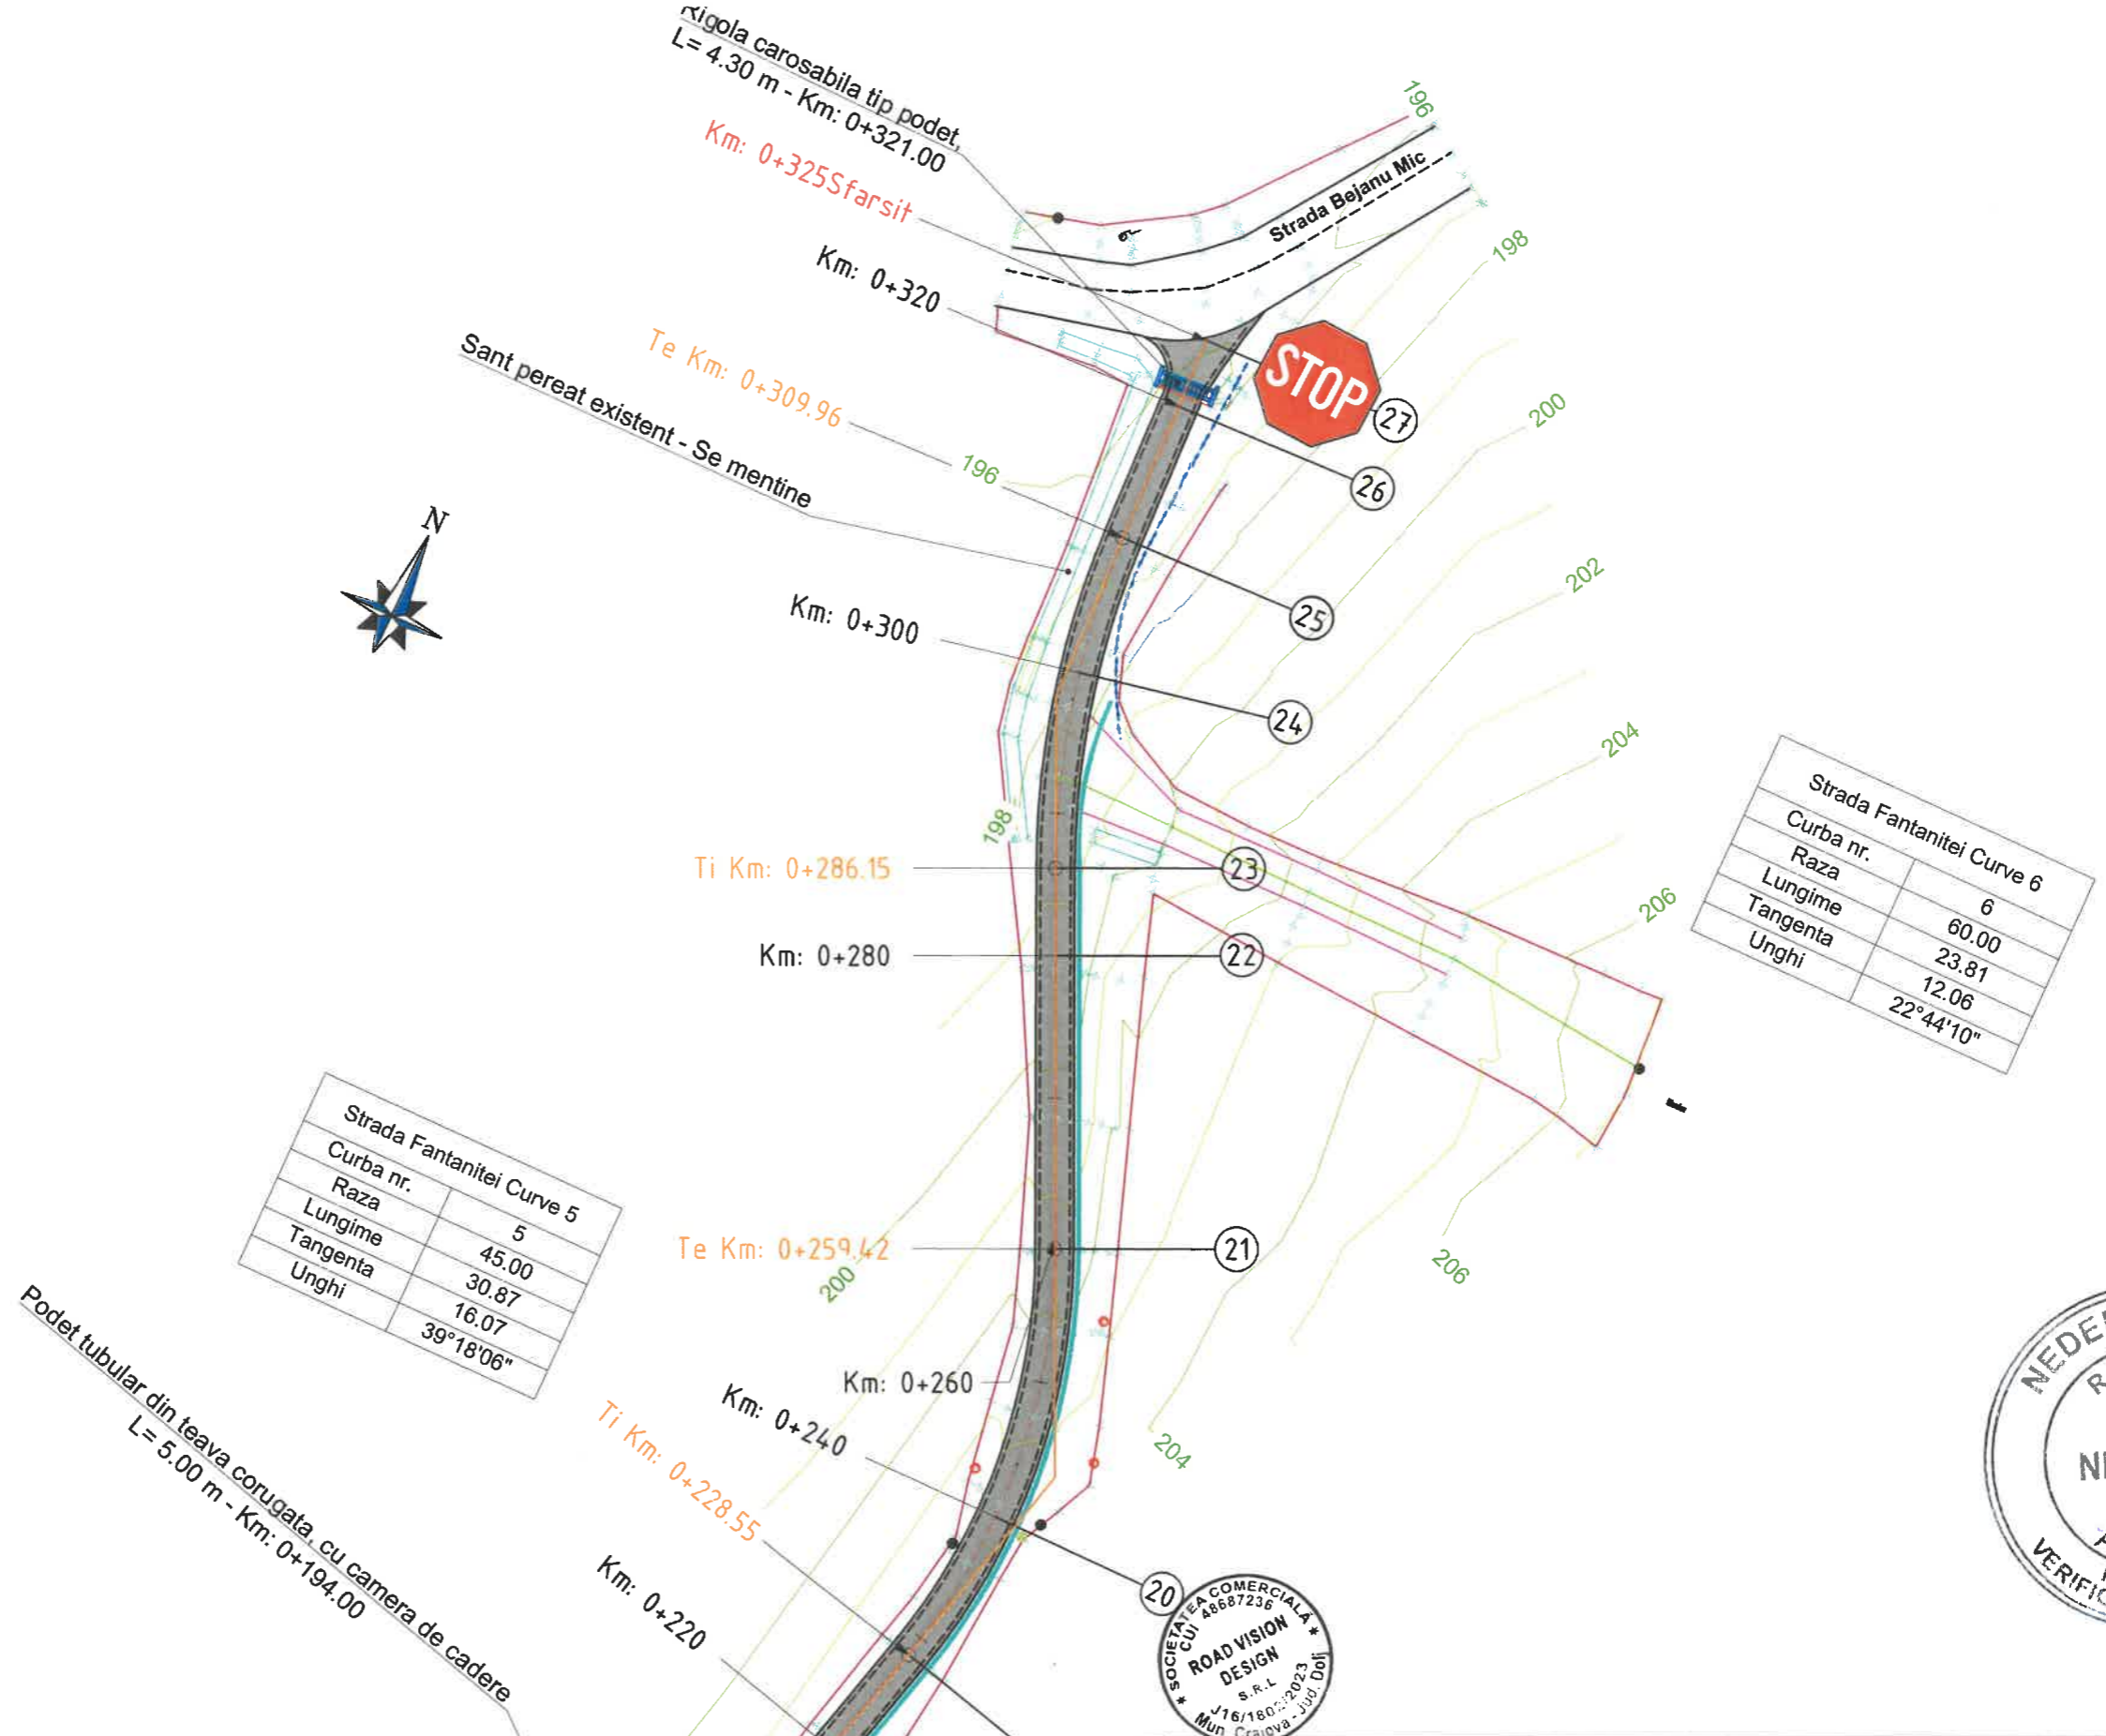 Rigola carosabila tip podet,
L= 4.30 m - Km: 0+321.00
Km: 0+325Sfarsit
Km: 0+320
Te Km: 0+309.96
Sant pereat existent - Se mentine
196
196
Strada Bejanu Mic
198
STOP
27
200
26
202
N
25
Km: 0+300
24
204
198
Ti Km: 0+286.15
23
206
Km: 0+280
22
Strada Fantanitei Curve 6
Curba nr. 6
Raza 60.00
Lungime 23.81
Tangenta 12.06
Unghi 22°44'10"
Strada Fantanitei Curve 5
Curba nr. 5
Raza 45.00
Lungime 30.87
Tangenta 16.07
Unghi 39°18'06"
Te Km: 0+259.42
21
200
206
Km: 0+260
Km: 0+240
204
Ti Km: 0+228.55
20
Km: 0+220
Podet tubular din teava corugata, cu camera de cadere
L= 5.00 m - Km: 0+194.00
SOCIETATEA COMERCIALĂ
CUI 48687236
ROAD VISION
DESIGN
S.R.L
Mun. Craiova - Jud. Dolj